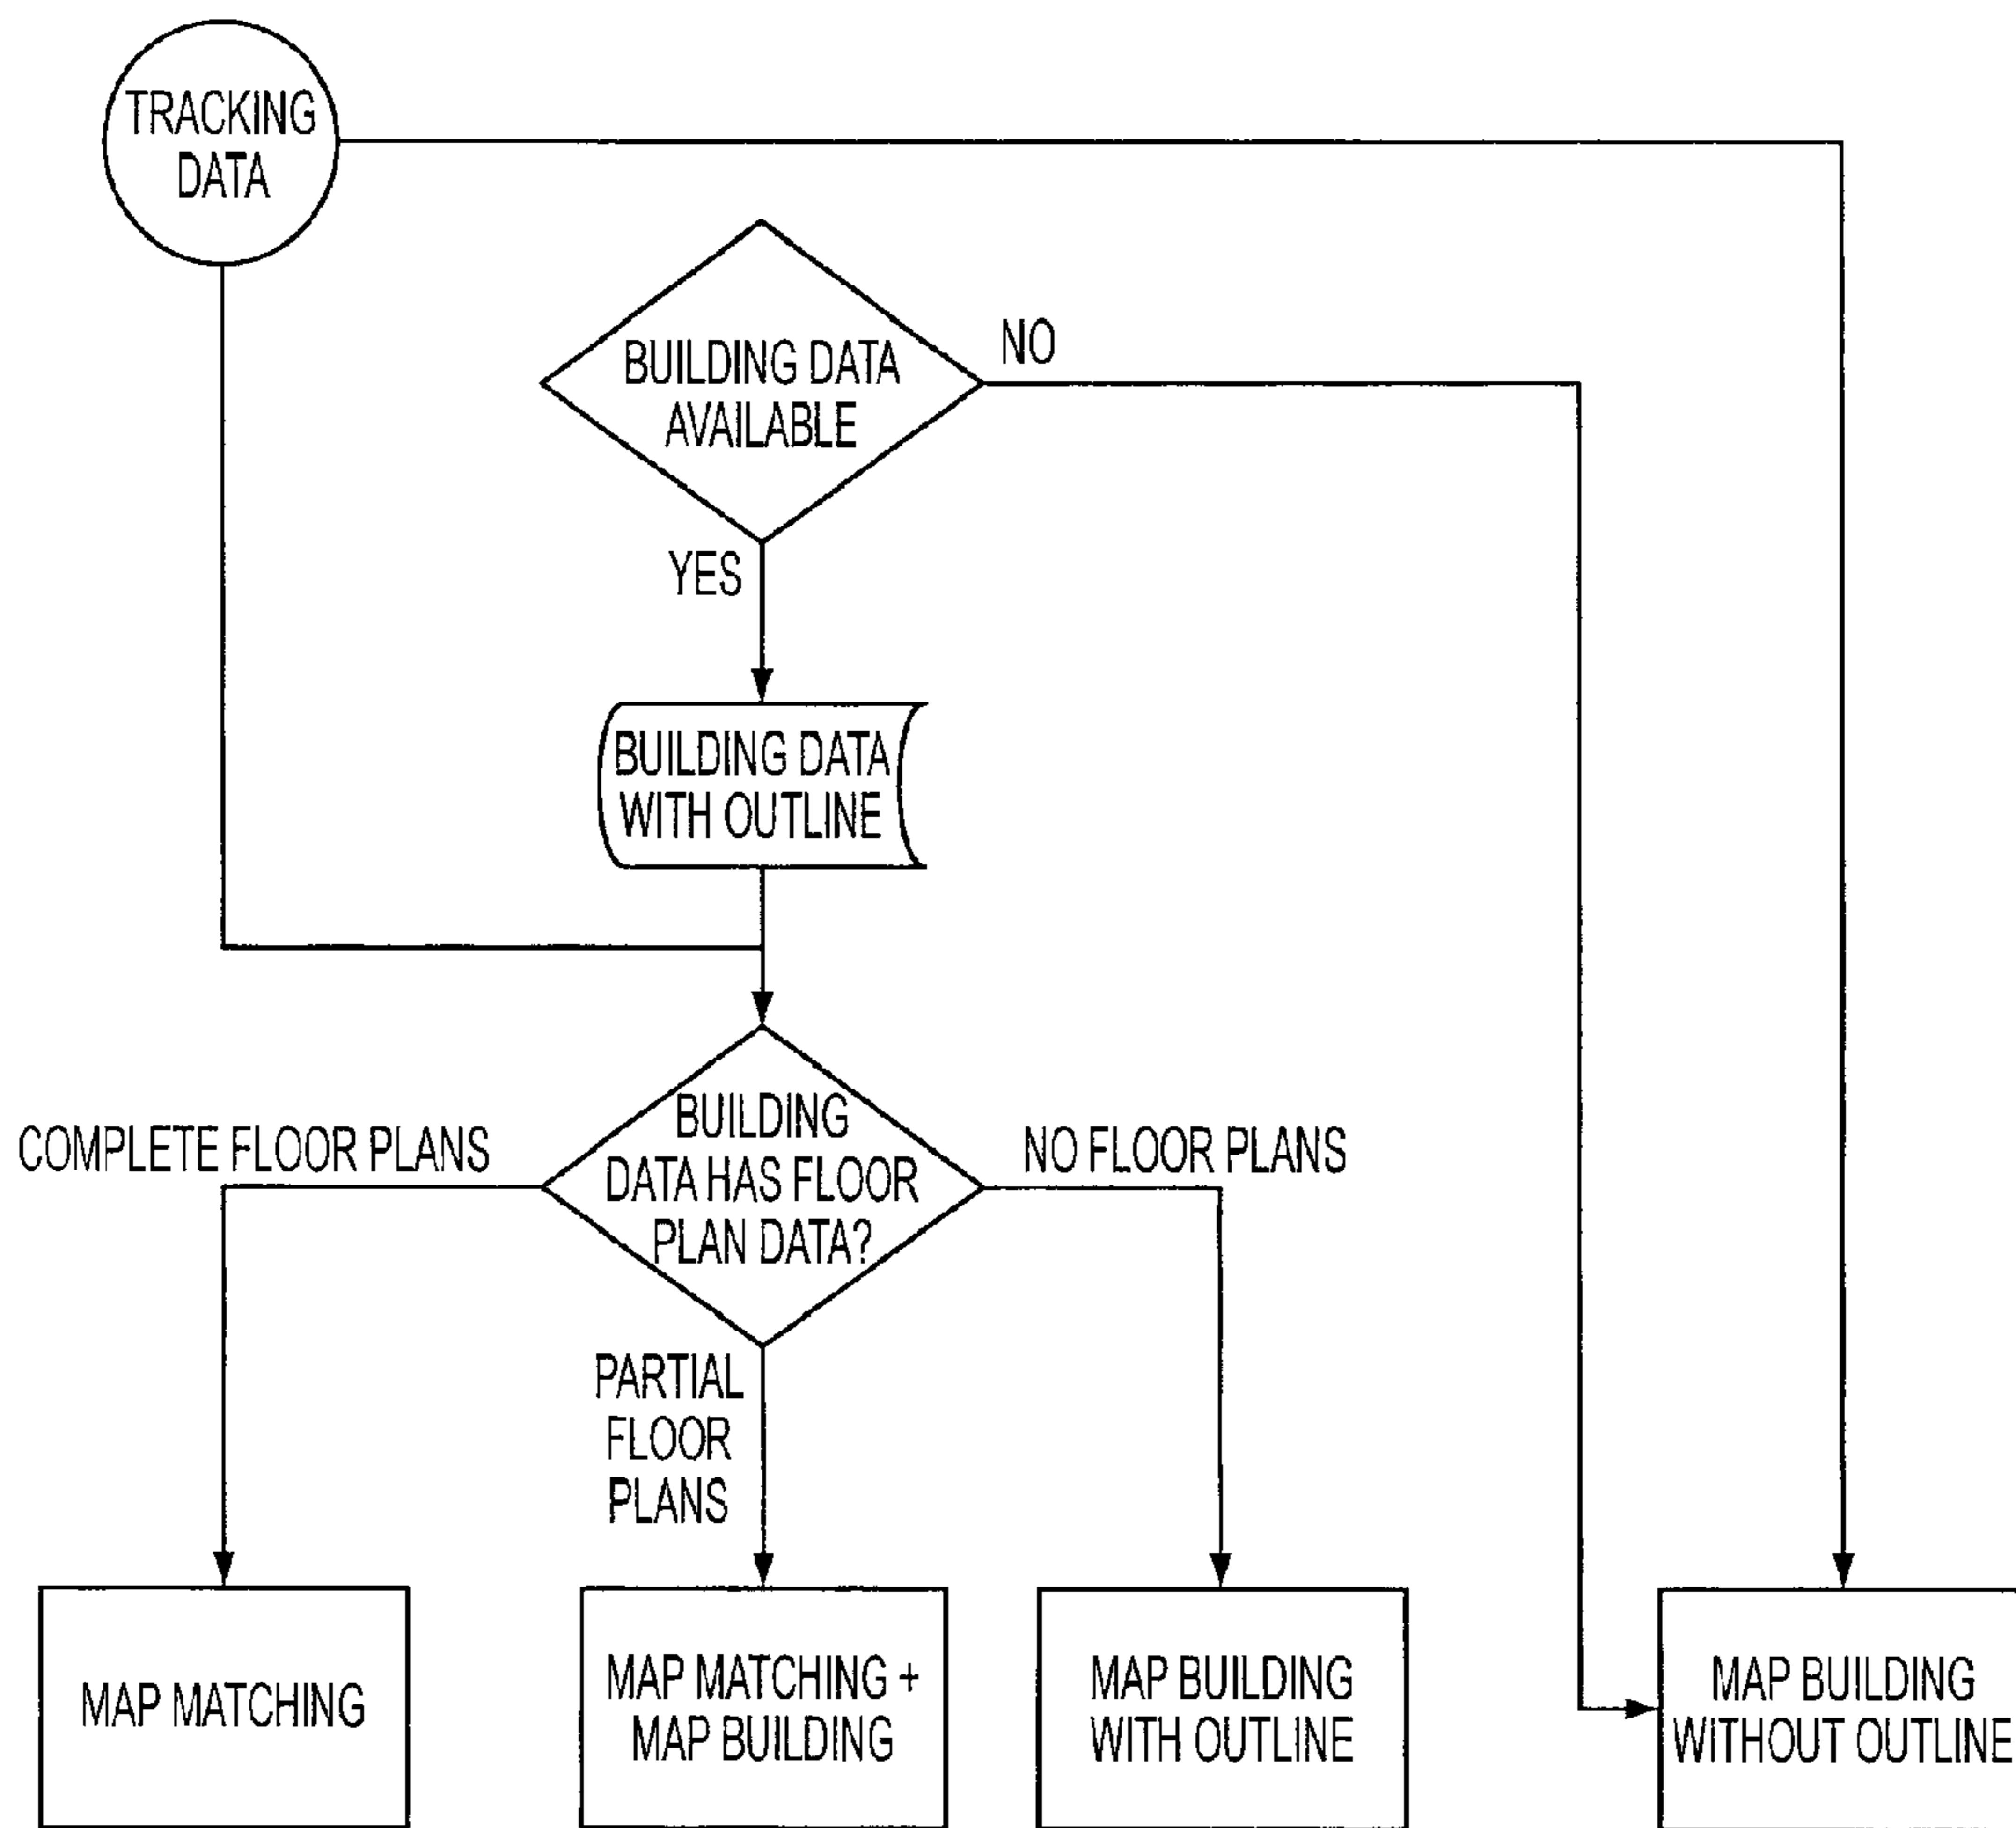 TRACKING
DATA
BUILDING DATA
AVAILABLE
NO
YES
BUILDING DATA
WITH OUTLINE
BUILDING
DATA HAS FLOOR
PLAN DATA?
COMPLETE FLOOR PLANS
NO FLOOR PLANS
PARTIAL
FLOOR
PLANS
MAP MATCHING
MAP MATCHING +
MAP BUILDING
MAP BUILDING
WITH OUTLINE
MAP BUILDING
WITHOUT OUTLINE